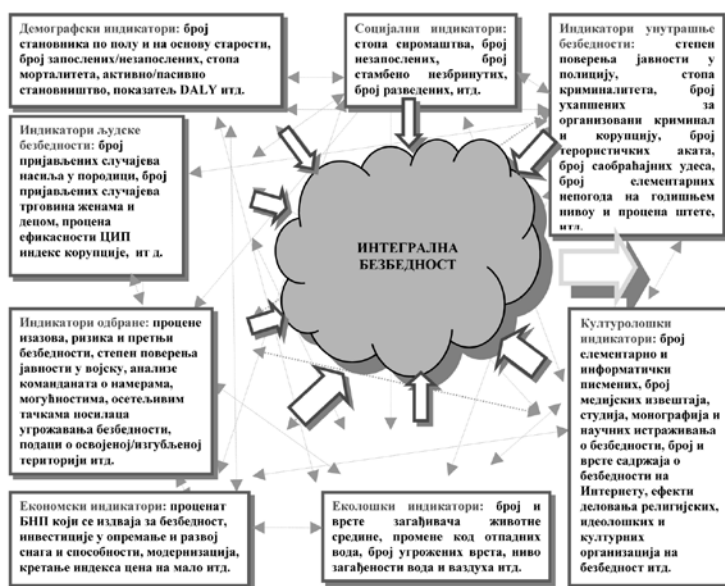 Демографски индикатори: број
становника по полу и на основу старости,
број запослених/незапослених, стопа
морталитета, активно/пасивно
становништво, показатељ DALY итд.
Социјални индикатори:
стопа сиромаштва, број
незапослених, број
стамбено незбринутих,
број разведених, итд.
Индикатори унутрашње
безбедности: степен
поверења јавности у
полицију, стопа
криминалитета, број
ухапшених за
организовани криминал
и корупцију, број
терористичких аката,
број саобраћајних удеса,
број елементарних
непогода на годишњем
нивоу и процена штете,
итд.
Индикатори људске
безбедности: број
пријављених случајева
насиља у породици, број
пријављених случајева
трговина женама и
децом, процена
ефикасности ЦИП
индекс корупције, ит д.
ИНТЕГРАЛНА
БЕЗБЕДНОСТ
Индикатори одбране: процене
изазова, ризика и претњи
безбедности, степен поверења
јавности у војску, анализе
команданата о намерама,
могућностима, осетељивим
тачкама носилаца
угрожавања безбедности,
подаци о освојеној/изгубљеној
територији итд.
Културолошки
индикатори: број
елементарно и
информатички
писмених, број
медијских извештаја,
студија, монографија и
научних истраживања
о безбедности, број и
врсте садржаја о
безбедности на
Интернету, ефекти
деловања религијских,
идеолошких и
културних
организација на
безбедност итд.
Економски индикатори: проценат
БНП који се издваја за безбедност,
инвестиције у опремање и развој
снага и способности, модернизација,
кретање индекса цена на мало итд.
Еколошки индикатори: број и
врсте загађивача животне
средине, промене код отпадних
вода, број угрожених врста, ниво
загађености вода и ваздуха итд.